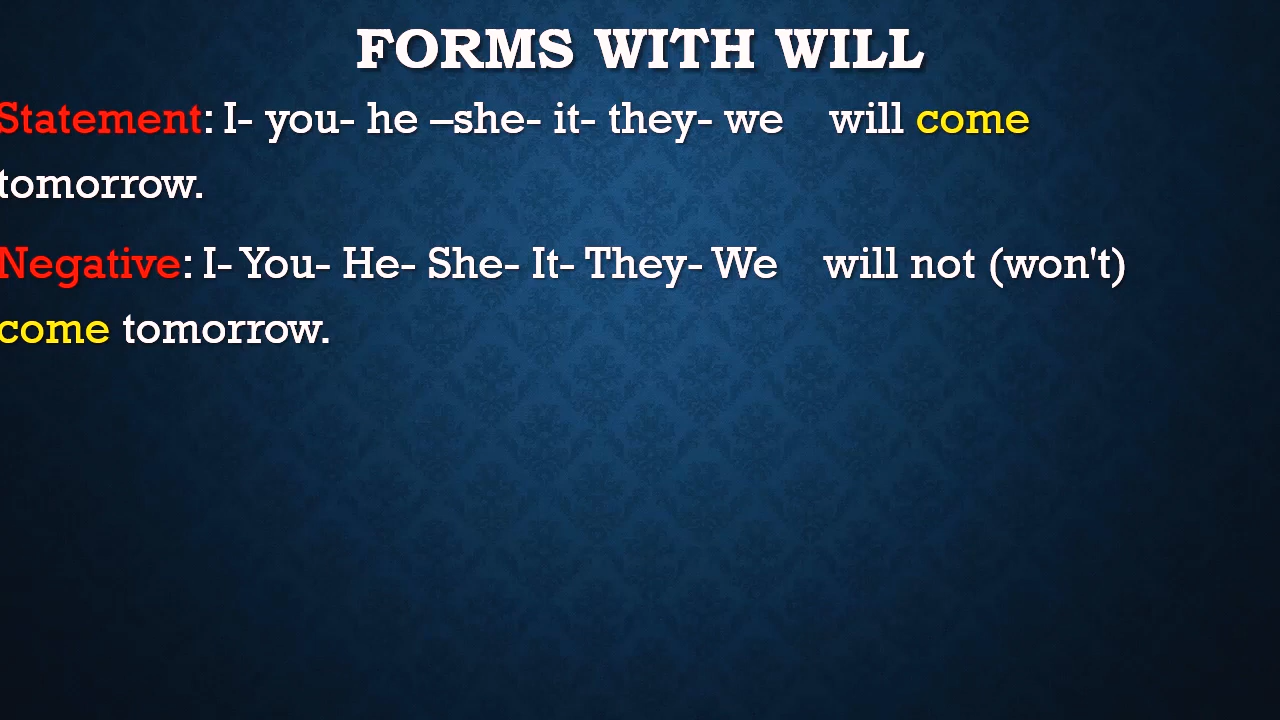 FORMS WITH WILL
Statement: I- you- he –she- it- they- we will come
tomorrow.
Negative: I- You- He- She- It- They- We will not (won't)
come tomorrow.